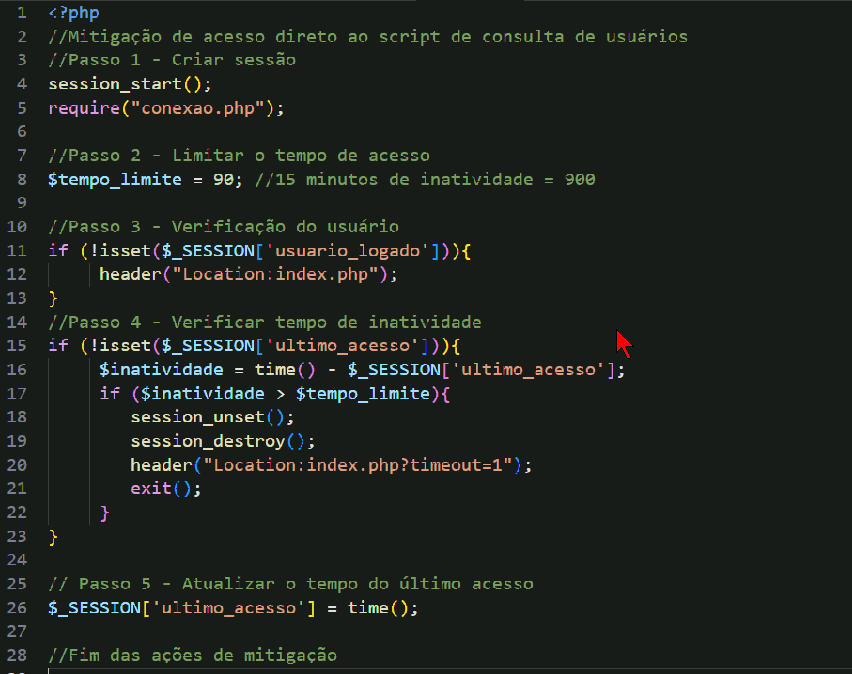 1 <?php
2 //Mitigação de acesso direto ao script de consulta de usuários
3 //Passo 1 - Criar sessão
4 session_start();
5 require("conexao.php");
6
7 //Passo 2 - Limitar o tempo de acesso
8 $tempo_limite = 90; //15 minutos de inatividade = 900
9
10 //Passo 3 - Verificação do usuário
11 if (!isset($_SESSION['usuario_logado'])){
12 header("Location:index.php");
13 }
14 //Passo 4 - Verificar tempo de inatividade
15 if (!isset($_SESSION['ultimo_acesso'])){
16 $inatividade = time() - $_SESSION['ultimo_acesso'];
17 if ($inatividade > $tempo_limite){
18 session_unset();
19 session_destroy();
20 header("Location:index.php?timeout=1");
21 exit();
22 }
23 }
24
25 // Passo 5 - Atualizar o tempo do último acesso
26 $_SESSION['ultimo_acesso'] = time();
27
28 //Fim das ações de mitigação